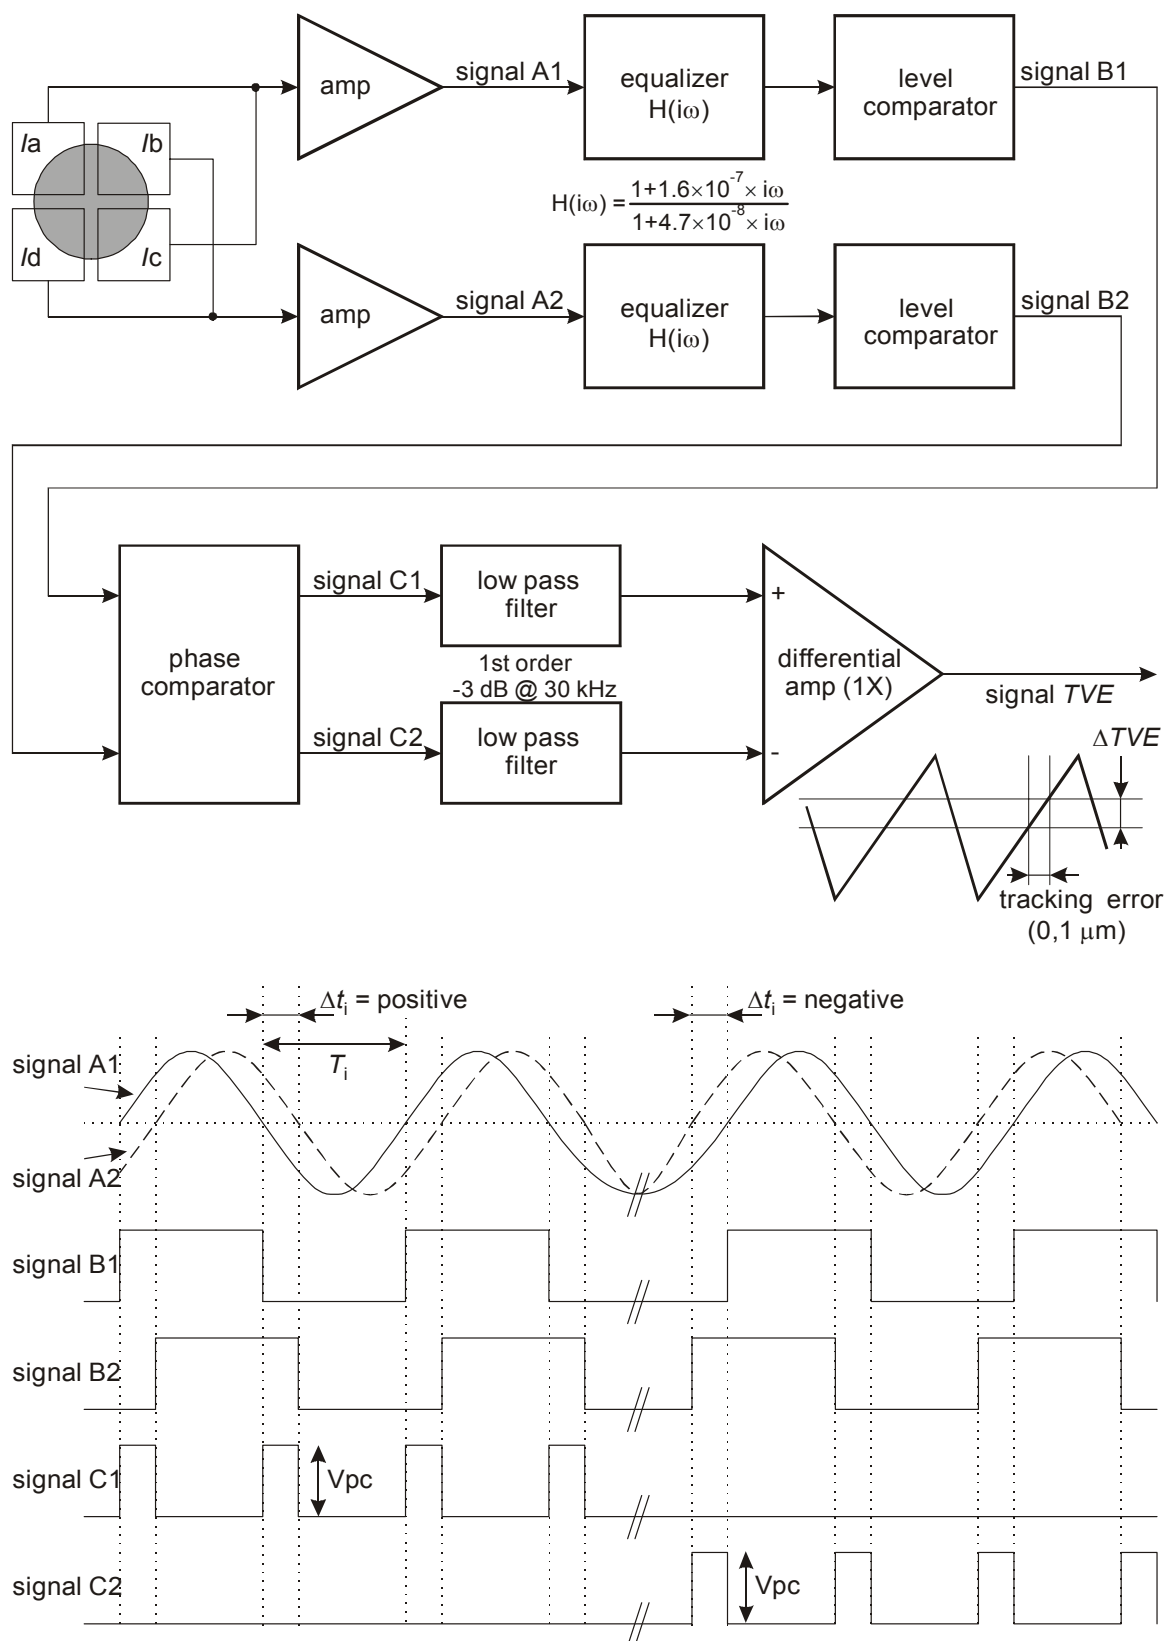 amp
signal A1
equalizer
H(iω)
level
comparator
signal B1
Ia
Ib
H(iω) = 1+1.6×10^-7 × iω / 1+4.7×10^-8 × iω
Id
Ic
amp
signal A2
equalizer
H(iω)
level
comparator
signal B2
phase
comparator
signal C1
low pass
filter
1st order
-3 dB @ 30 kHz
signal C2
low pass
filter
+
-
differential
amp (1X)
signal TVE
ΔTVE
tracking error
(0,1 μm)
Δti = positive
Δti = negative
Ti
signal A1
signal A2
signal B1
signal B2
signal C1
Vpc
signal C2
Vpc